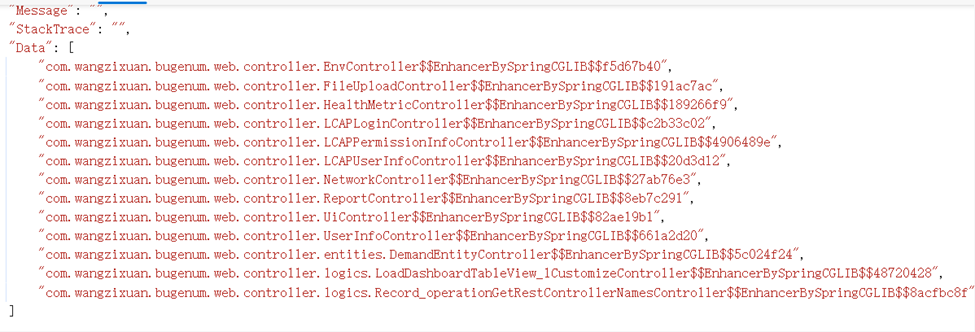 "Message": "",
"StackTrace": "",
"Data": [
"com.wangzixuan.bugenum.web.controller.EnvController$$EnhancerBySpringCGLIB$$f5d67b40",
"com.wangzixuan.bugenum.web.controller.FileUploadController$$EnhancerBySpringCGLIB$$191ac7ac",
"com.wangzixuan.bugenum.web.controller.HealthMetricController$$EnhancerBySpringCGLIB$$189266f9",
"com.wangzixuan.bugenum.web.controller.LCAPLoginController$$EnhancerBySpringCGLIB$$c2b33c02",
"com.wangzixuan.bugenum.web.controller.LCAPPermissionInfoController$$EnhancerBySpringCGLIB$$4906489e",
"com.wangzixuan.bugenum.web.controller.LCAPUserInfoController$$EnhancerBySpringCGLIB$$20d3d12",
"com.wangzixuan.bugenum.web.controller.NetworkController$$EnhancerBySpringCGLIB$$27ab76e3",
"com.wangzixuan.bugenum.web.controller.ReportController$$EnhancerBySpringCGLIB$$8eb7c291",
"com.wangzixuan.bugenum.web.controller.UiController$$EnhancerBySpringCGLIB$$82ae19b1",
"com.wangzixuan.bugenum.web.controller.UserInfoController$$EnhancerBySpringCGLIB$$661a2d20",
"com.wangzixuan.bugenum.web.controller.entities.DemandEntityController$$EnhancerBySpringCGLIB$$5c024f24",
"com.wangzixuan.bugenum.web.controller.logics.LoadDashboardTableView_1CustomizeController$$EnhancerBySpringCGLIB$$48720428",
"com.wangzixuan.bugenum.web.controller.logics.Record_operationGetRestControllerNamesController$$EnhancerBySpringCGLIB$$8acfbc8f"
]